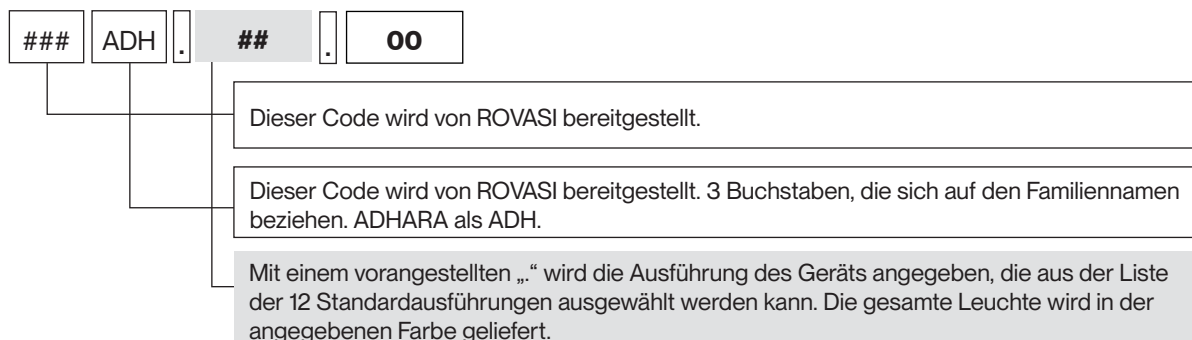 ### ADH . ## . 00
Dieser Code wird von ROVASI bereitgestellt.
Dieser Code wird von ROVASI bereitgestellt. 3 Buchstaben, die sich auf den Familiennamen
beziehen. ADHARA als ADH.
Mit einem vorangestellten „.“ wird die Ausführung des Geräts angegeben, die aus der Liste
der 12 Standardausführungen ausgewählt werden kann. Die gesamte Leuchte wird in der
angegebenen Farbe geliefert.